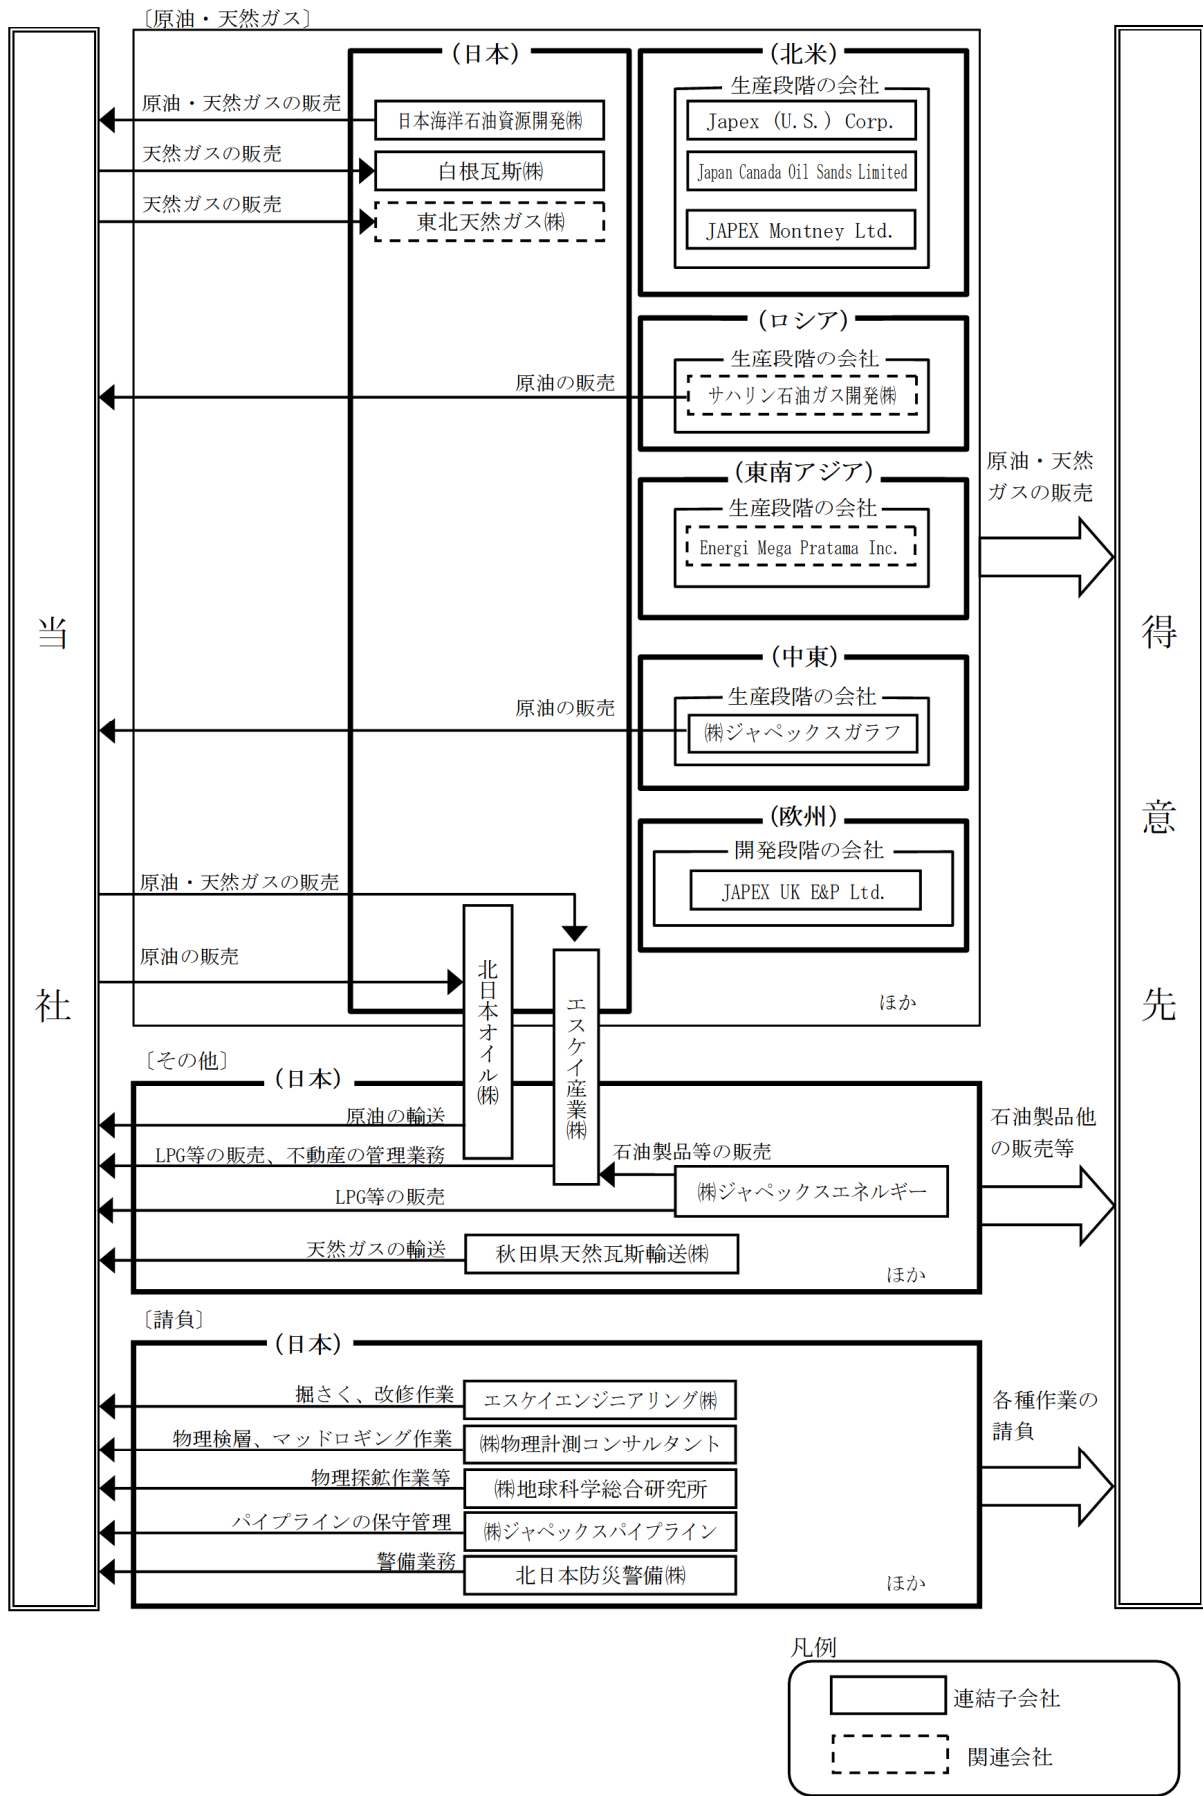 〔原油・天然ガス〕
(日本)
(北米)
生産段階の会社
原油・天然ガスの販売
日本海洋石油資源開発㈱
Japex (U.S.) Corp.
天然ガスの販売
白根瓦斯㈱
Japan Canada Oil Sands Limited
天然ガスの販売
東北天然ガス㈱
JAPEX Montney Ltd.
(ロシア)
生産段階の会社
原油の販売
サハリン石油ガス開発㈱
(東南アジア)
生産段階の会社
Energi Mega Pratama Inc.
原油・天然
ガスの販売
当社
得意先
(中東)
生産段階の会社
原油の販売
㈱ジャペックスガラフ
(欧州)
開発段階の会社
JAPEX UK E&P Ltd.
原油・天然ガスの販売
原油の販売
北日本オイル㈱
エスケイ産業㈱
ほか
〔その他〕
(日本)
原油の輸送
LPG等の販売、不動産の管理業務
石油製品等の販売
㈱ジャペックスエネルギー
LPG等の販売
天然ガスの輸送
秋田県天然瓦斯輸送㈱
ほか
石油製品他
の販売等
〔請負〕
(日本)
掘さく、改修作業
エスケイエンジニアリング㈱
物理検層、マッドロギング作業
㈱物理計測コンサルタント
物理探鉱作業等
㈱地球科学総合研究所
パイプラインの保守管理
㈱ジャペックスパイプライン
警備業務
北日本防災警備㈱
ほか
各種作業の
請負
凡例
連結子会社
関連会社